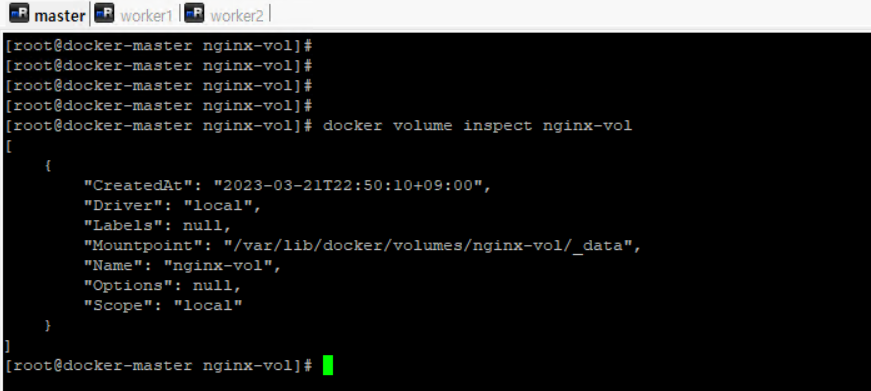 master worker1 worker2
[root@docker-master nginx-vol]#
[root@docker-master nginx-vol]#
[root@docker-master nginx-vol]#
[root@docker-master nginx-vol]#
[root@docker-master nginx-vol]# docker volume inspect nginx-vol
[
    {
        "CreatedAt": "2023-03-21T22:50:10+09:00",
        "Driver": "local",
        "Labels": null,
        "Mountpoint": "/var/lib/docker/volumes/nginx-vol/_data",
        "Name": "nginx-vol",
        "Options": null,
        "Scope": "local"
    }
]
[root@docker-master nginx-vol]#